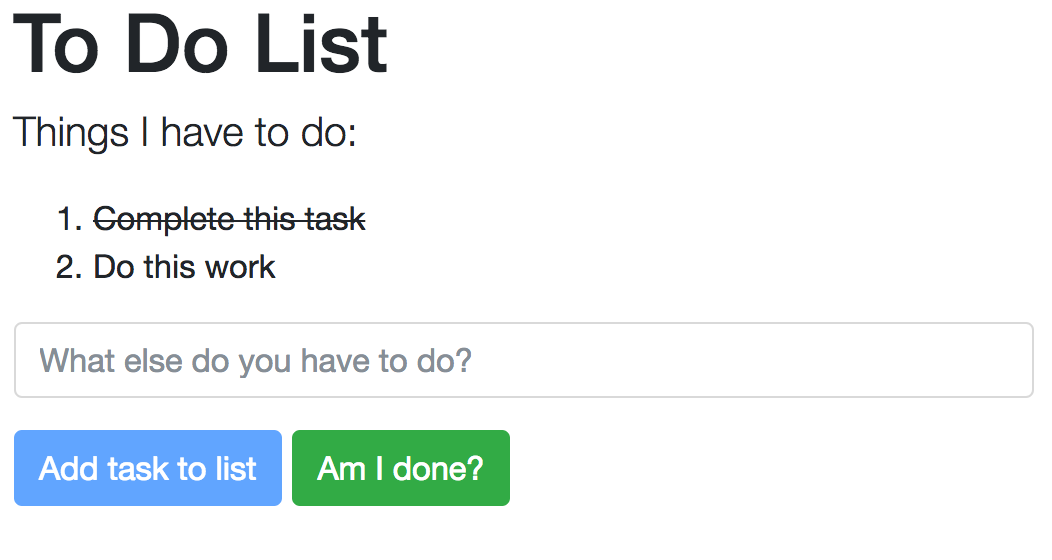 To Do List
Things I have to do:
1. Complete this task
2. Do this work
What else do you have to do?
Add task to list
Am I done?